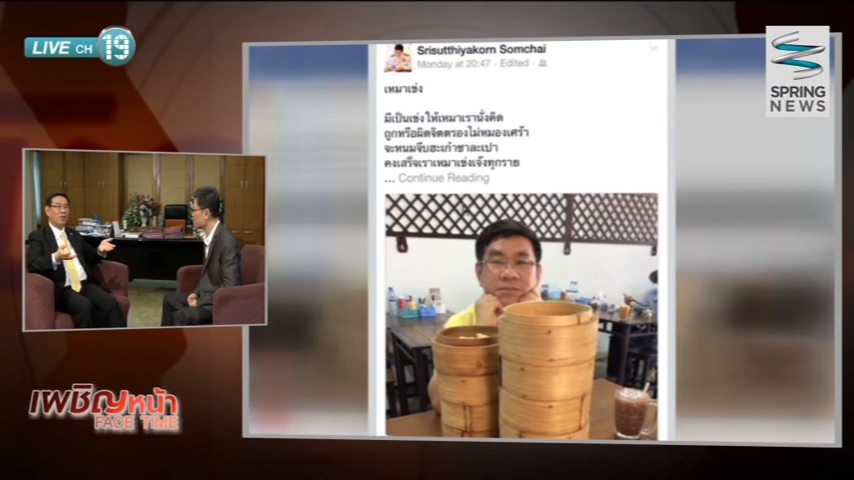 LIVE CH 19
Srisutthiyakorn Somchai
Monday at 20:47 · Edited ·
SPRING
NEWS
เหมาเข่ง
มีเป็นเข่งให้เหมาเรานั่งคิด
ถูกหรือผิดจิตตรองไม่หมองเศร้า
จะหนมจีบฮะเก๋าซาละเปา
คงเสร็จเราเหมาเข่งเจ๊งทุกราย
... Continue Reading
เผชิญหน้า
FACE TIME